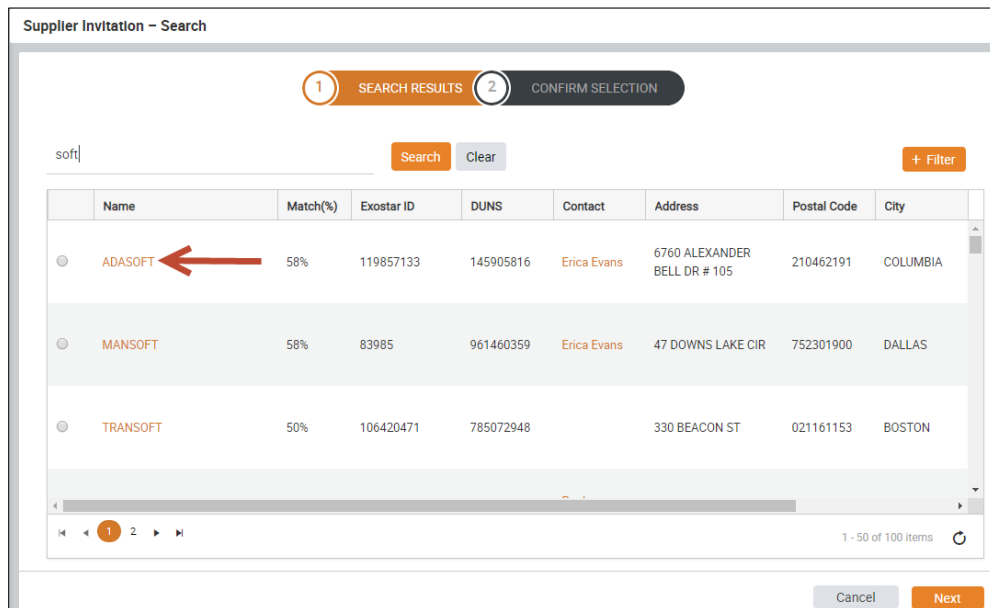 Supplier Invitation – Search
1 SEARCH RESULTS 2 CONFIRM SELECTION
soft Search Clear + Filter
Name Match(%) Exostar ID DUNS Contact Address Postal Code City
ADASOFT 58% 119857133 145905816 Erica Evans 6760 ALEXANDER BELL DR # 105 210462191 COLUMBIA
MANSOFT 58% 83985 961460359 Erica Evans 47 DOWNS LAKE CIR 752301900 DALLAS
TRANSOFT 50% 106420471 785072948 330 BEACON ST 021161153 BOSTON
1 2 1 - 50 of 100 items
Cancel Next